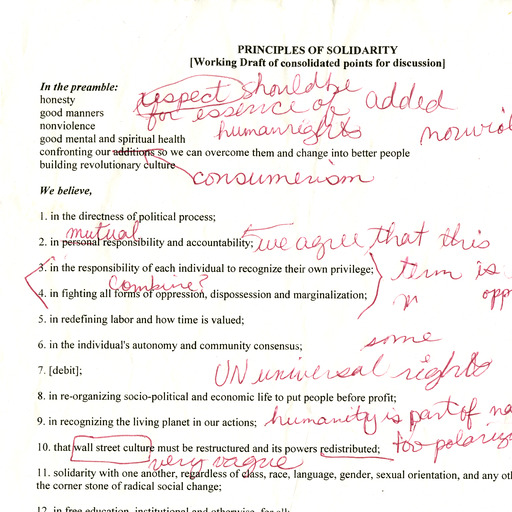 PRINCIPLES OF SOLIDARITY
[Working Draft of consolidated points for discussion]
In the preamble:
honesty
good manners
nonviolence
good mental and spiritual health
confronting our additions so we can overcome them and change into better people
building revolutionary culture
respect should be added
for essence of
humanrights
consumerism
We believe,
1. in the directness of political process;
mutual
2. in personal responsibility and accountability; we agree that this
3. in the responsibility of each individual to recognize their own privilege; term is
combine?
4. in fighting all forms of oppression, dispossession and marginalization;
5. in redefining labor and how time is valued;
some
6. in the individual's autonomy and community consensus;
7. [debit]; UN universal rights
8. in re-organizing socio-political and economic life to put people before profit;
9. in recognizing the living planet in our actions; humanity is part of
10. that wall street culture must be restructured and its powers redistributed; too
very vague
11. solidarity with one another, regardless of class, race, language, gender, sexual orientation, and any
the corner stone of radical social change;
12. in free education, institutional and otherwise, for all;